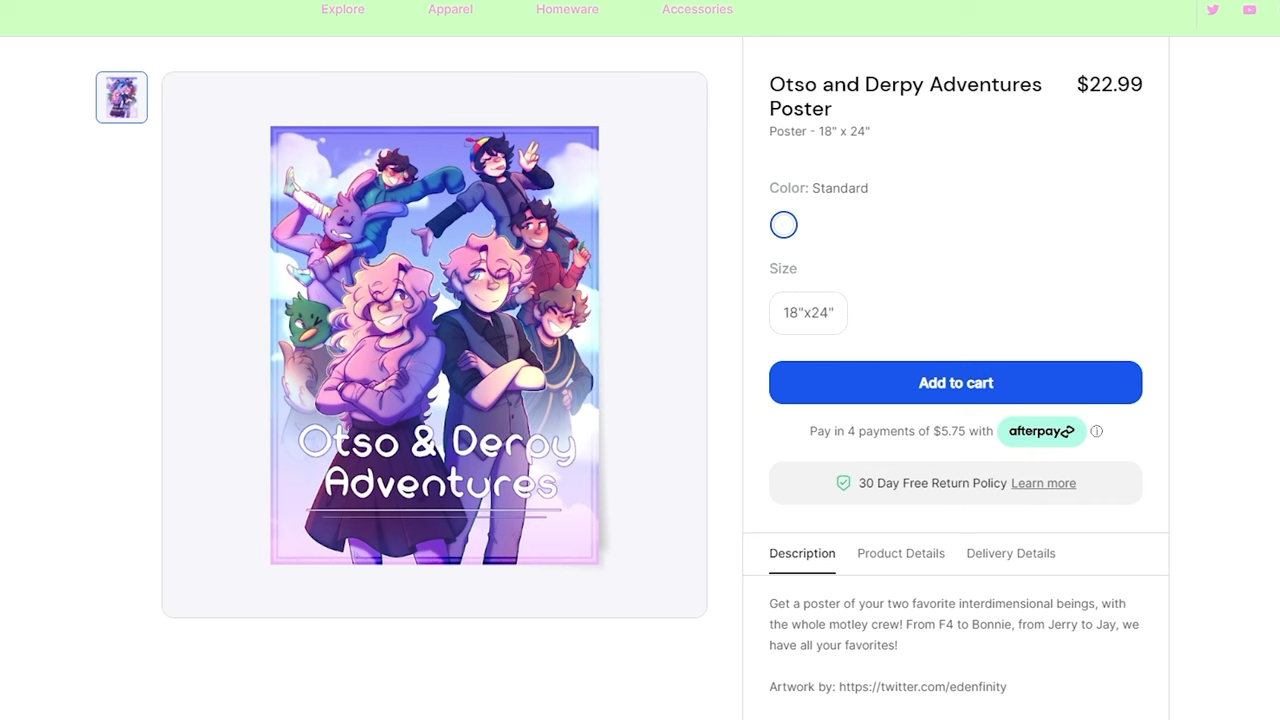 Explore Apparel Homeware Accessories
Otso and Derpy Adventures $22.99
Poster
Poster - 18" x 24"
Color: Standard
Size
18"x24"
Add to cart
Pay in 4 payments of $5.75 with afterpay
30 Day Free Return Policy Learn more
Description Product Details Delivery Details
Get a poster of your two favorite interdimensional beings, with
the whole motley crew! From F4 to Bonnie, from Jerry to Jay, we
have all your favorites!
Artwork by: https://twitter.com/edenfinity
Otso & Derpy
Adventures